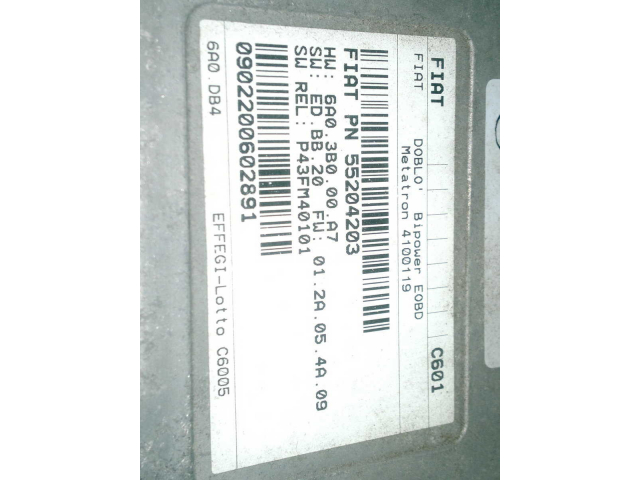 FIAT C601
FIAT DOBLO' Bipower EOBD
Metatron 4100119
FIAT PN 55204203
HW: 6A0.3B0.00.A7
SW: ED.BB.20 FW: 01.2A.05.4A.09
SW REL: P43FM40101
0902200602891
6A0.DB4 EFFEGI-Lotto C6005